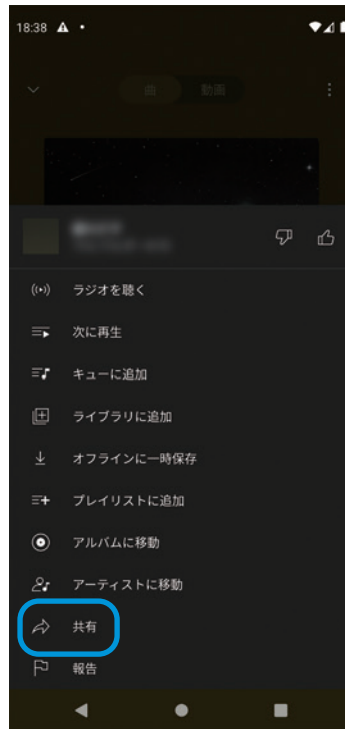 18:38
曲 動画
ラジオを聴く
次に再生
キューに追加
ライブラリに追加
オフラインに一時保存
プレイリストに追加
アルバムに移動
アーティストに移動
共有
報告